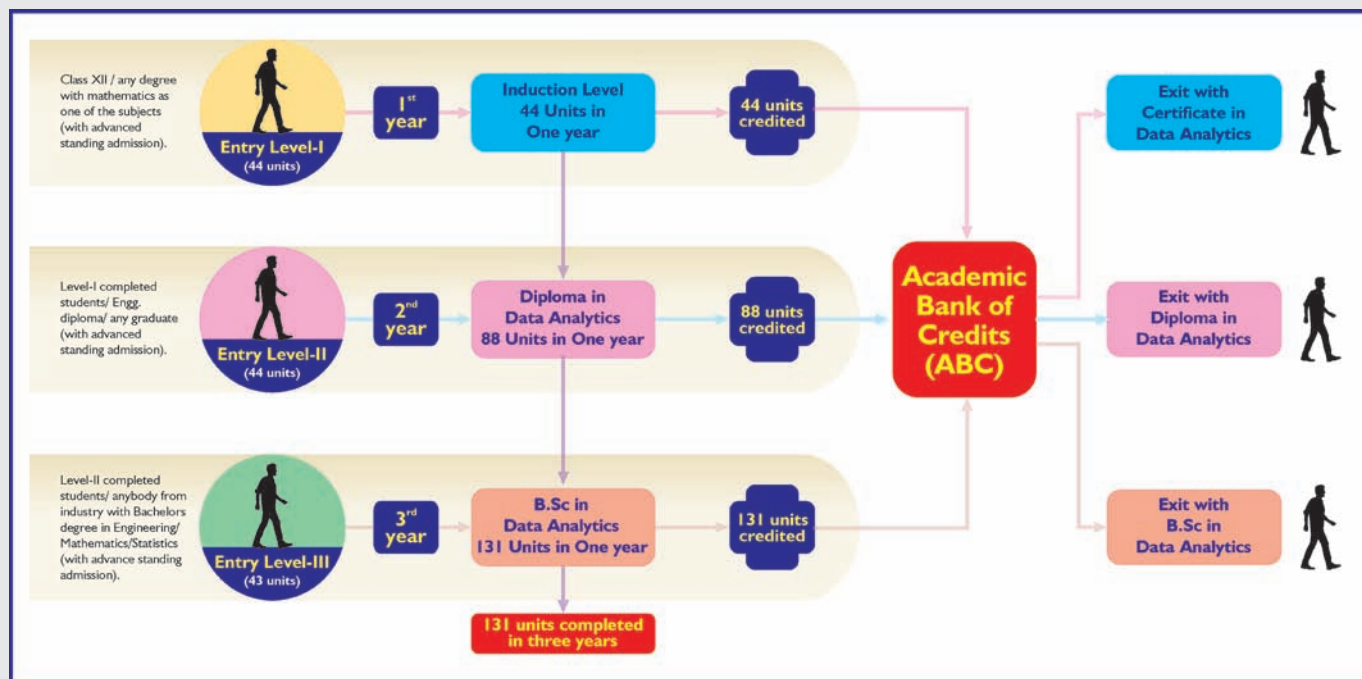 Class XII / any degree
with mathematics as
one of the subjects
(with advanced
standing admission).
Entry Level-I
(44 units)
1st
year
Induction Level
44 Units in
One year
44 units
credited
Exit with
Certificate in
Data Analytics
Level-I completed
students/ Engg.
diploma/ any graduate
(with advanced
standing admission).
Entry Level-II
(44 units)
2nd
year
Diploma in
Data Analytics
88 Units in One year
88 units
credited
Academic
Bank of
Credits
(ABC)
Exit with
Diploma in
Data Analytics
Level-II completed
students/ anybody from
industry with Bachelors
degree in Engineering/
Mathematics/Statistics
(with advance standing
admission).
Entry Level-III
(43 units)
3rd
year
B.Sc in
Data Analytics
131 Units in One year
131 units
credited
Exit with
B.Sc in
Data Analytics
131 units completed
in three years